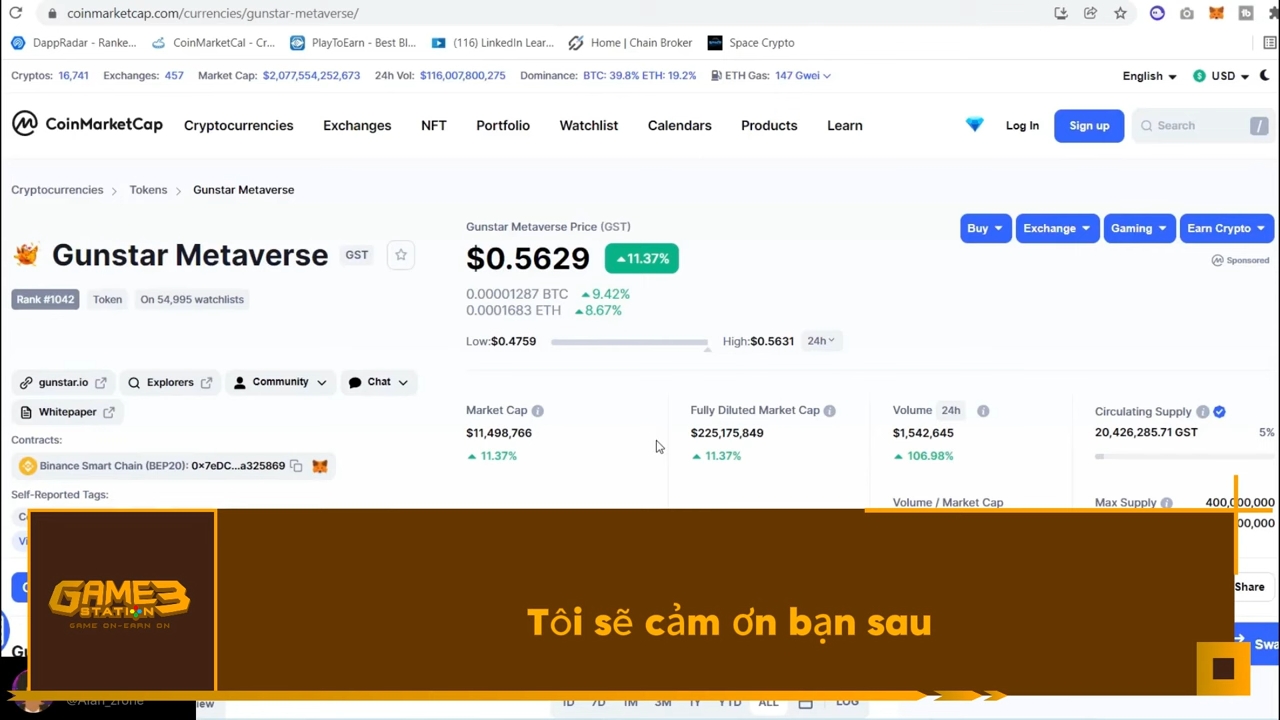 coinmarketcap.com/currencies/gunstar-metaverse/
DappRadar - Ranke...
CoinMarketCal - Cr...
PlayToEarn - Best Bl...
(116) LinkedIn Lear...
Home | Chain Broker
Space Crypto
Cryptos: 16,741
Exchanges: 457
Market Cap: $2,077,554,252,673
24h Vol: $116,007,800,275
Dominance: BTC: 39.8% ETH: 19.2%
ETH Gas: 147 Gwei
English
USD
CoinMarketCap
Cryptocurrencies
Exchanges
NFT
Portfolio
Watchlist
Calendars
Products
Learn
Log In
Sign up
Search
/
Cryptocurrencies > Tokens > Gunstar Metaverse
Gunstar Metaverse
GST
Rank #1042
Token
On 54,995 watchlists
Gunstar Metaverse Price (GST)
$0.5629
11.37%
0.00001287 BTC 9.42%
0.0001683 ETH 8.67%
Low:$0.4759
High:$0.5631
24h
Buy
Exchange
Gaming
Earn Crypto
Sponsored
gunstar.io
Explorers
Community
Chat
Whitepaper
Contracts:
Binance Smart Chain (BEP20): 0x7eDC...a325869
Self-Reported Tags:
Market Cap
$11,498,766
11.37%
Fully Diluted Market Cap
$225,175,849
11.37%
Volume 24h
$1,542,645
106.98%
Volume / Market Cap
Circulating Supply
20,426,285.71 GST
5%
Max Supply
400,000,000
Share
GAME3
STATION
GAME ON-EARN ON
Tôi sẽ cảm ơn bạn sau
@Alan_zrone
1D
7D
1M
3M
1Y
YTD
ALL
LOG